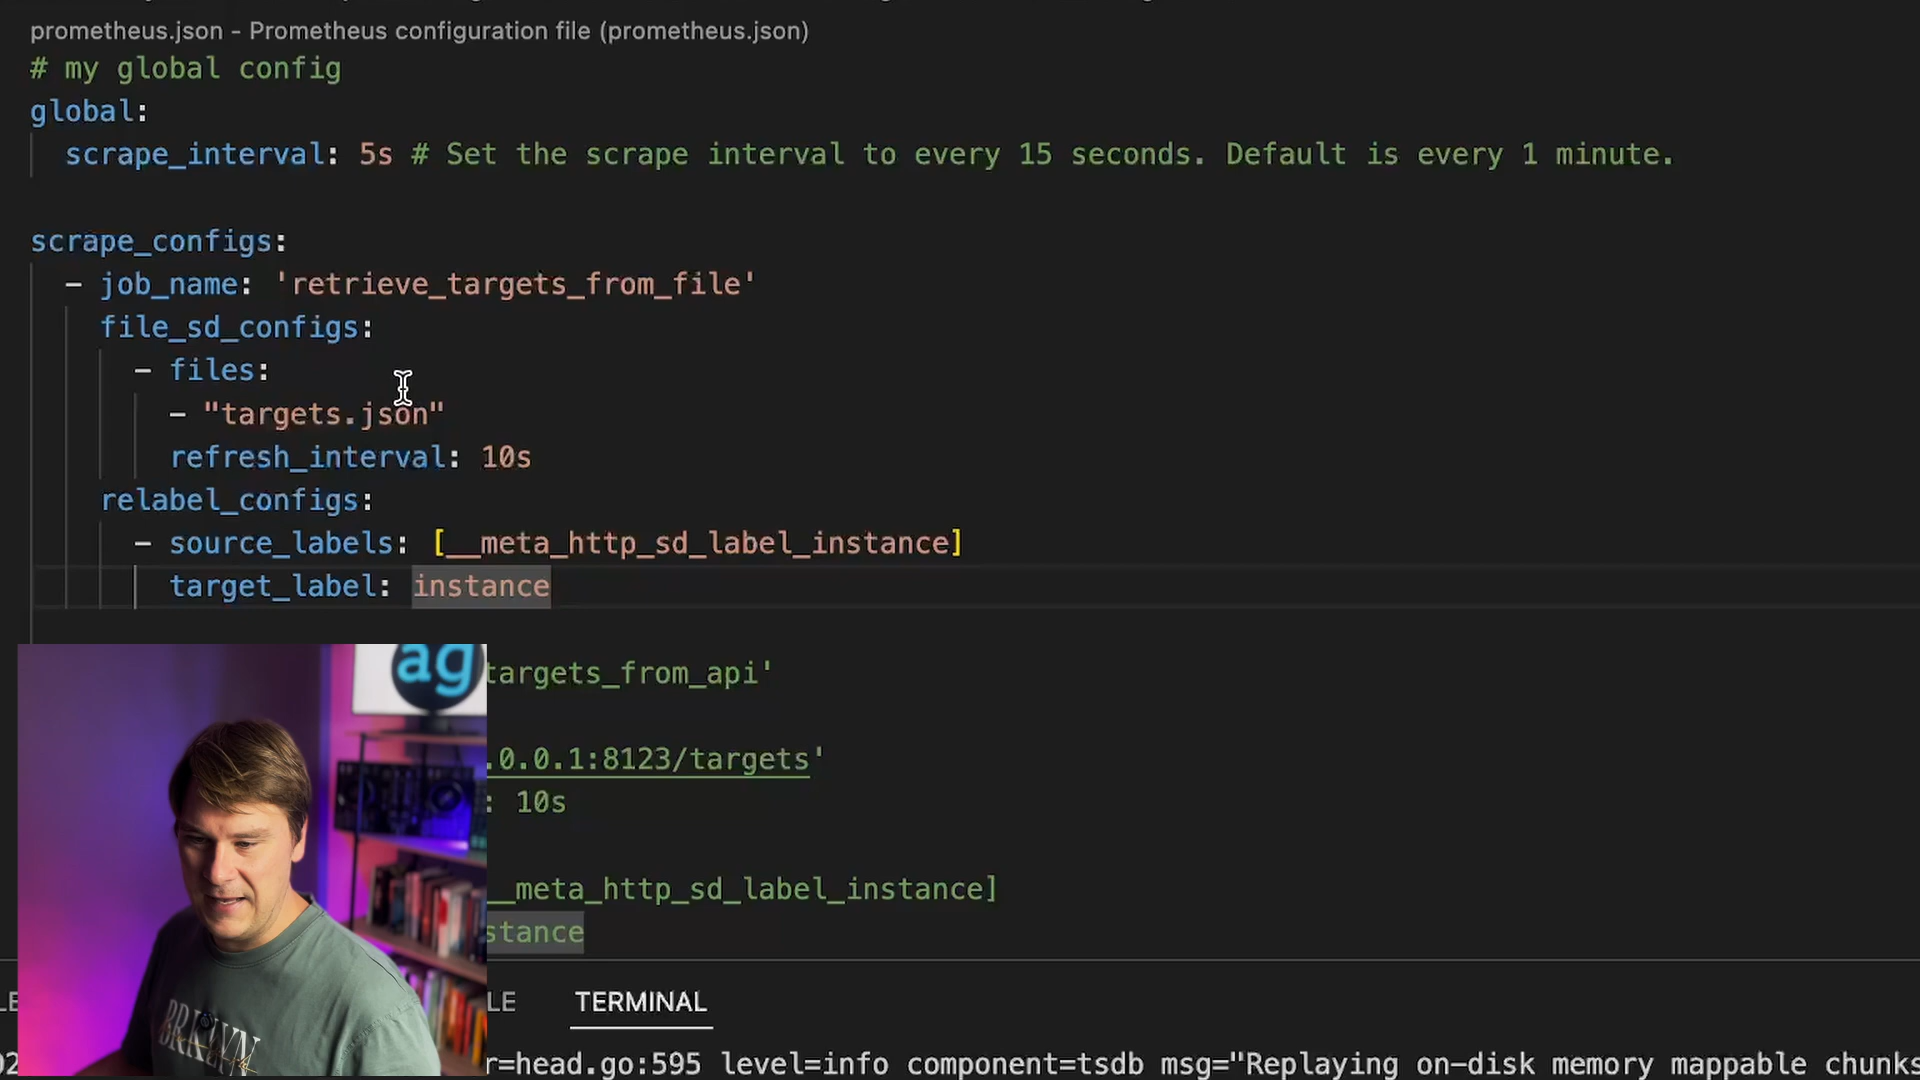 prometheus.json - Prometheus configuration file (prometheus.json)
# my global config
global:
scrape_interval: 5s # Set the scrape interval to every 15 seconds. Default is every 1 minute.
scrape_configs:
- job_name: 'retrieve_targets_from_file'
file_sd_configs:
- files:
- "targets.json"
refresh_interval: 10s
relabel_configs:
- source_labels: [__meta_http_sd_label_instance]
target_label: instance
targets_from_api'
.0.0.1:8123/targets'
: 10s
__meta_http_sd_label_instance]
stance
ag
BRKLYN
LE TERMINAL
r=head.go:595 level=info component=tsdb msg="Replaying on-disk memory mappable chunks